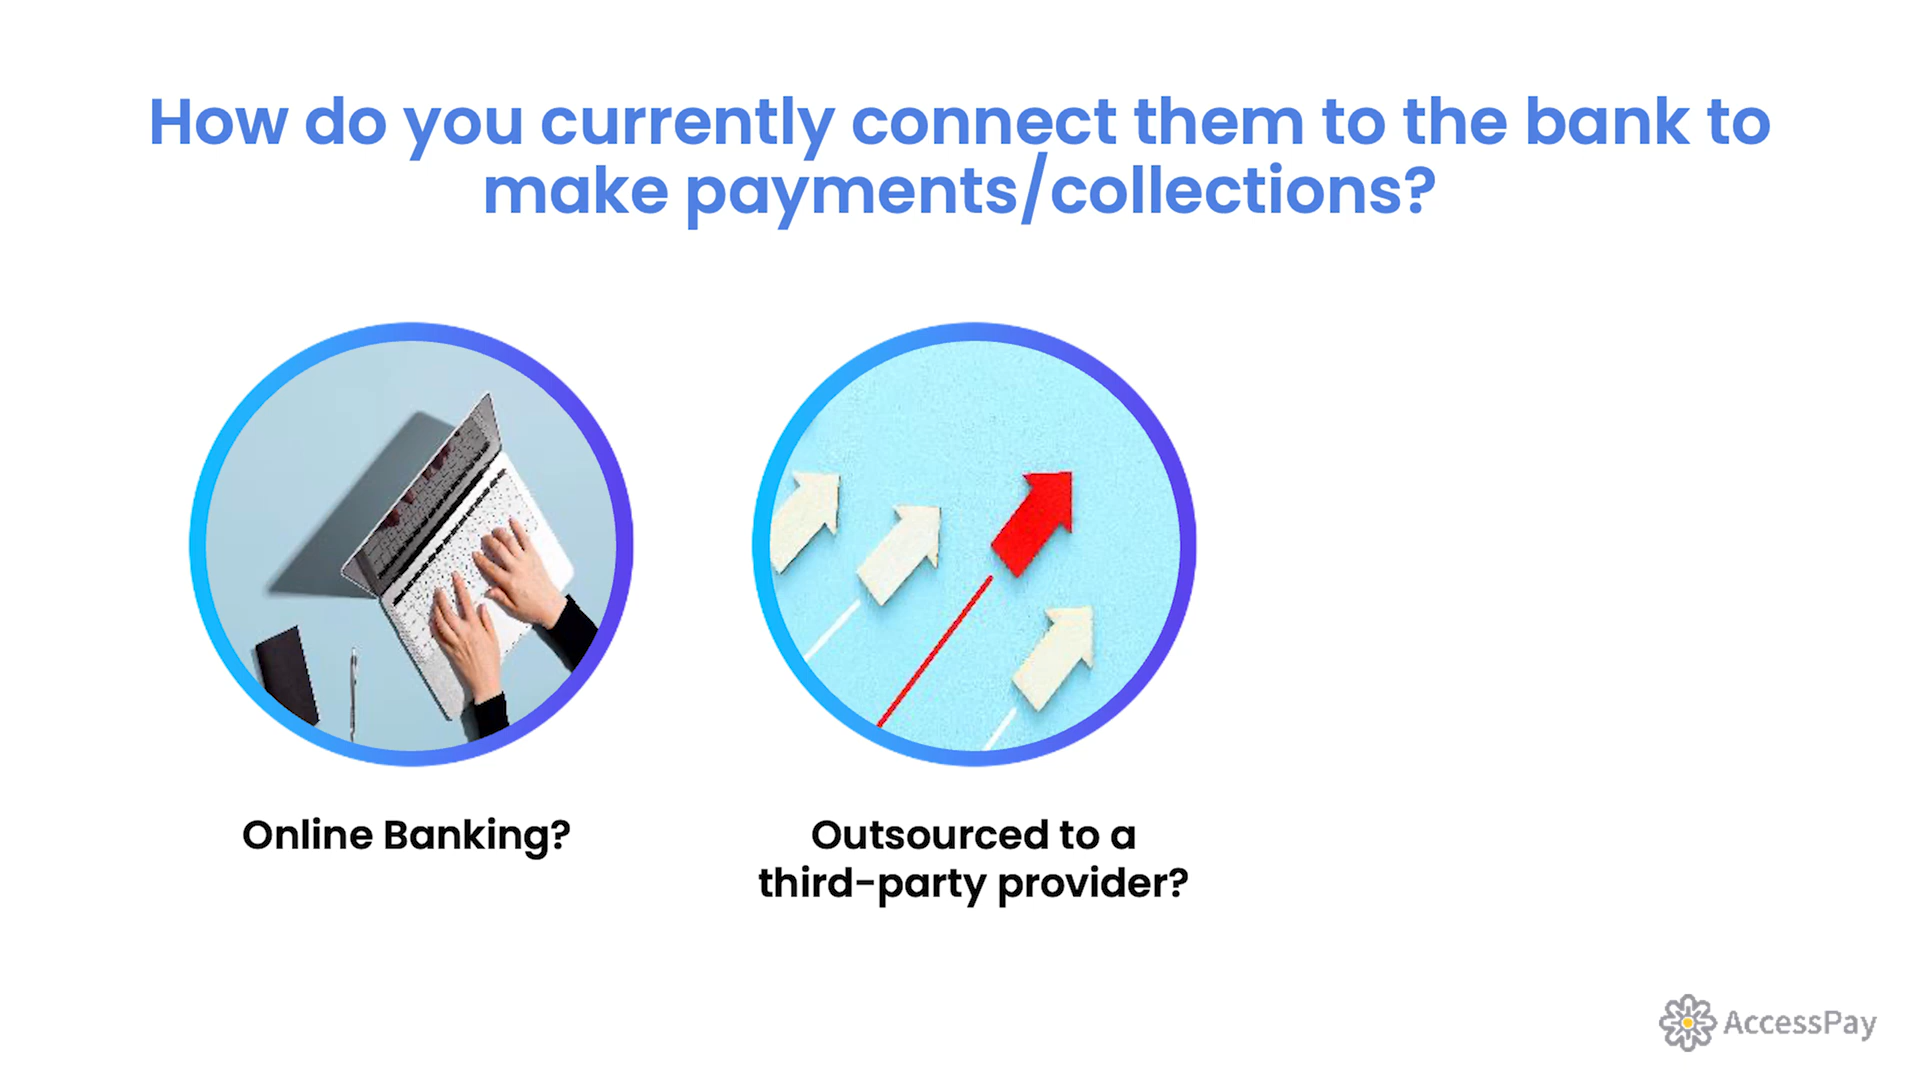 How do you currently connect them to the bank to
make payments/collections?
Online Banking?
Outsourced to a
third-party provider?
AccessPay